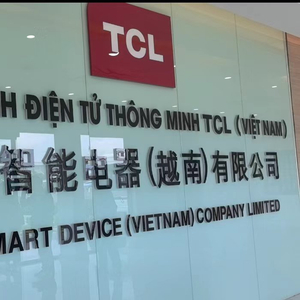 TCL
H ĐIỆN TỬ THÔNG MINH TCL (VIỆT NAM)
智能电器(越南)有限公司
MART DEVICE (VIETNAM) COMPANY LIMITED